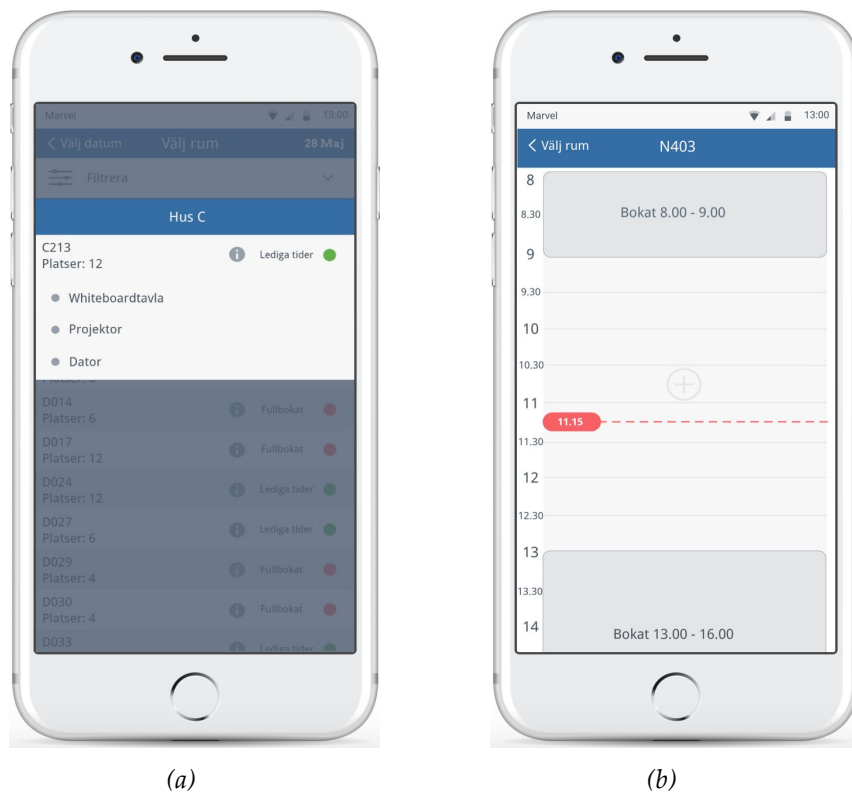 Marvel 13:00
Välj datum Välj rum 28 Maj
Filtrera
Hus C
C213
Platser: 12
Lediga tider
Whiteboardtavla
Projektor
Dator
D014
Platser: 6
Fullbokat
D017
Platser: 12
Fullbokat
D024
Platser: 12
Lediga tider
D027
Platser: 6
Lediga tider
D029
Platser: 4
Fullbokat
D030
Platser: 4
Fullbokat
D033
Lediga tider
(a)
Marvel 13:00
Välj rum N403
8
Bokat 8.00 - 9.00
8.30
9
9.30
10
10.30
11
11.15
11.30
12
12.30
13
13.30
14
Bokat 13.00 - 16.00
(b)